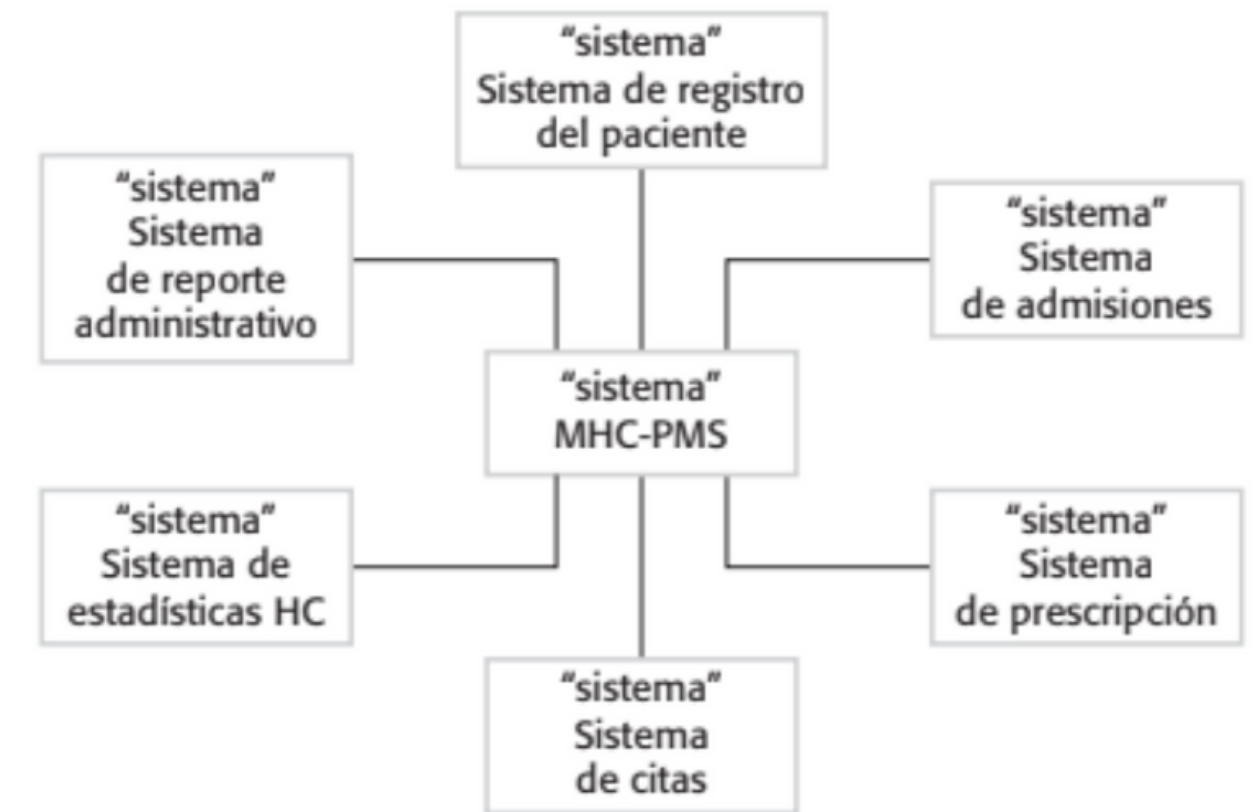 “sistema”
Sistema de registro
del paciente
“sistema”
Sistema
de reporte
administrativo
“sistema”
Sistema
de admisiones
“sistema”
MHC-PMS
“sistema”
Sistema de
estadísticas HC
“sistema”
Sistema
de prescripción
“sistema”
Sistema
de citas